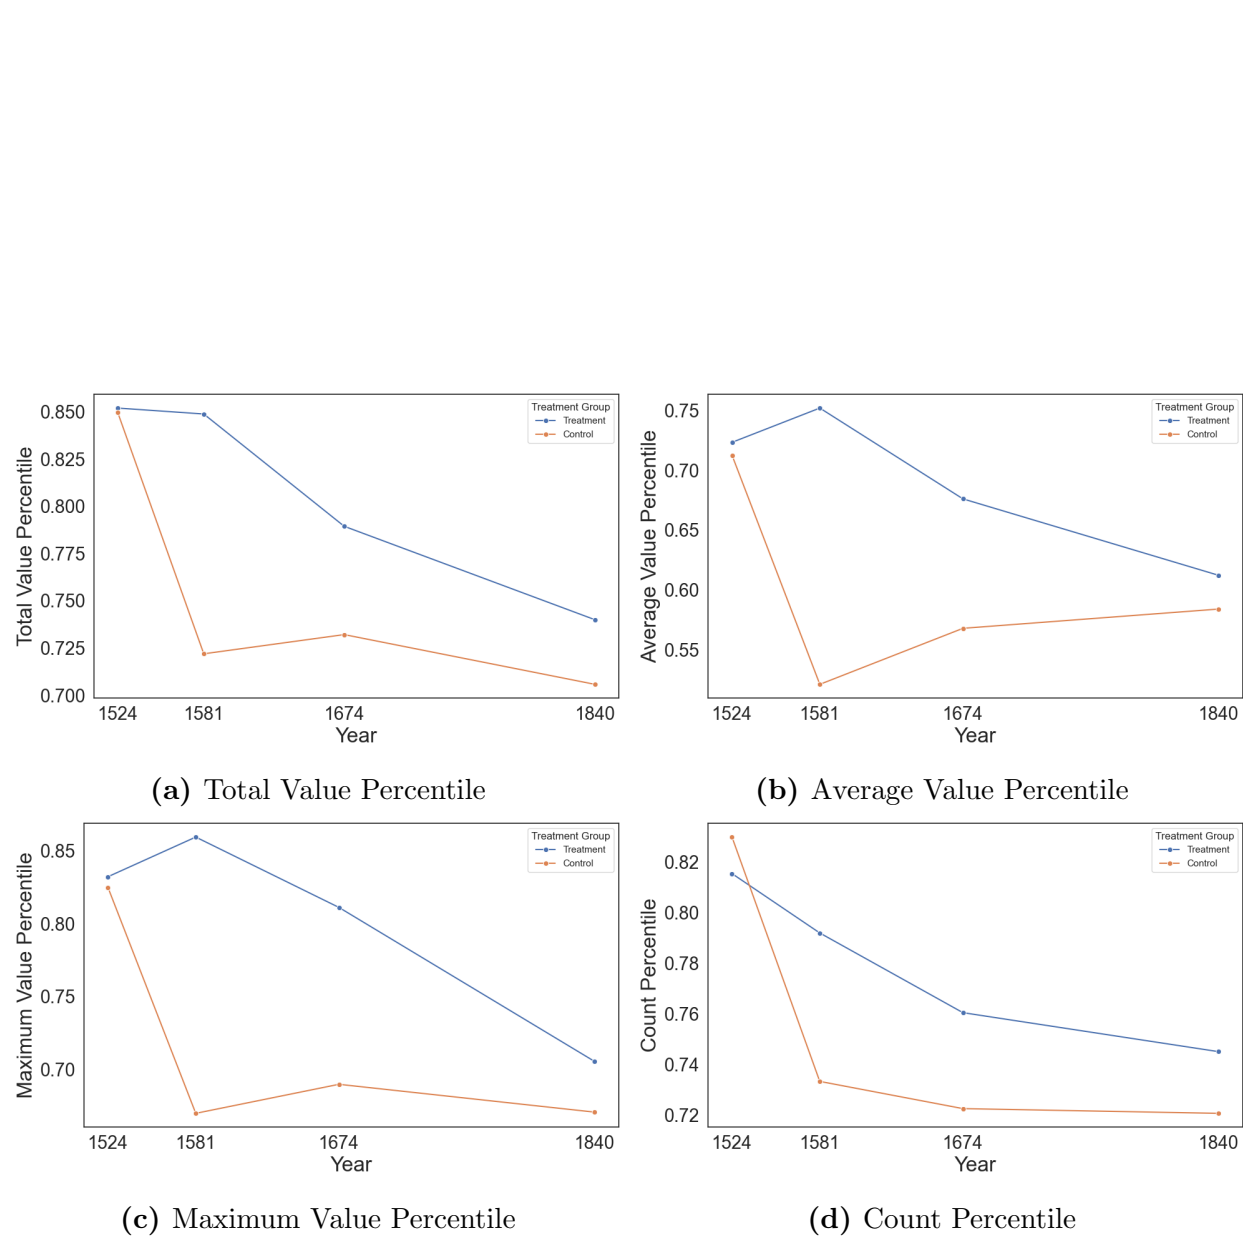 Total Value Percentile
0.850
0.825
0.800
0.775
0.750
0.725
0.700
1524 1581 1674 1840
Year
Treatment Group
Treatment
Control
(a) Total Value Percentile
Average Value Percentile
0.75
0.70
0.65
0.60
0.55
1524 1581 1674 1840
Year
Treatment Group
Treatment
Control
(b) Average Value Percentile
Maximum Value Percentile
0.85
0.80
0.75
0.70
1524 1581 1674 1840
Year
Treatment Group
Treatment
Control
(c) Maximum Value Percentile
Count Percentile
0.82
0.80
0.78
0.76
0.74
0.72
1524 1581 1674 1840
Year
Treatment Group
Treatment
Control
(d) Count Percentile